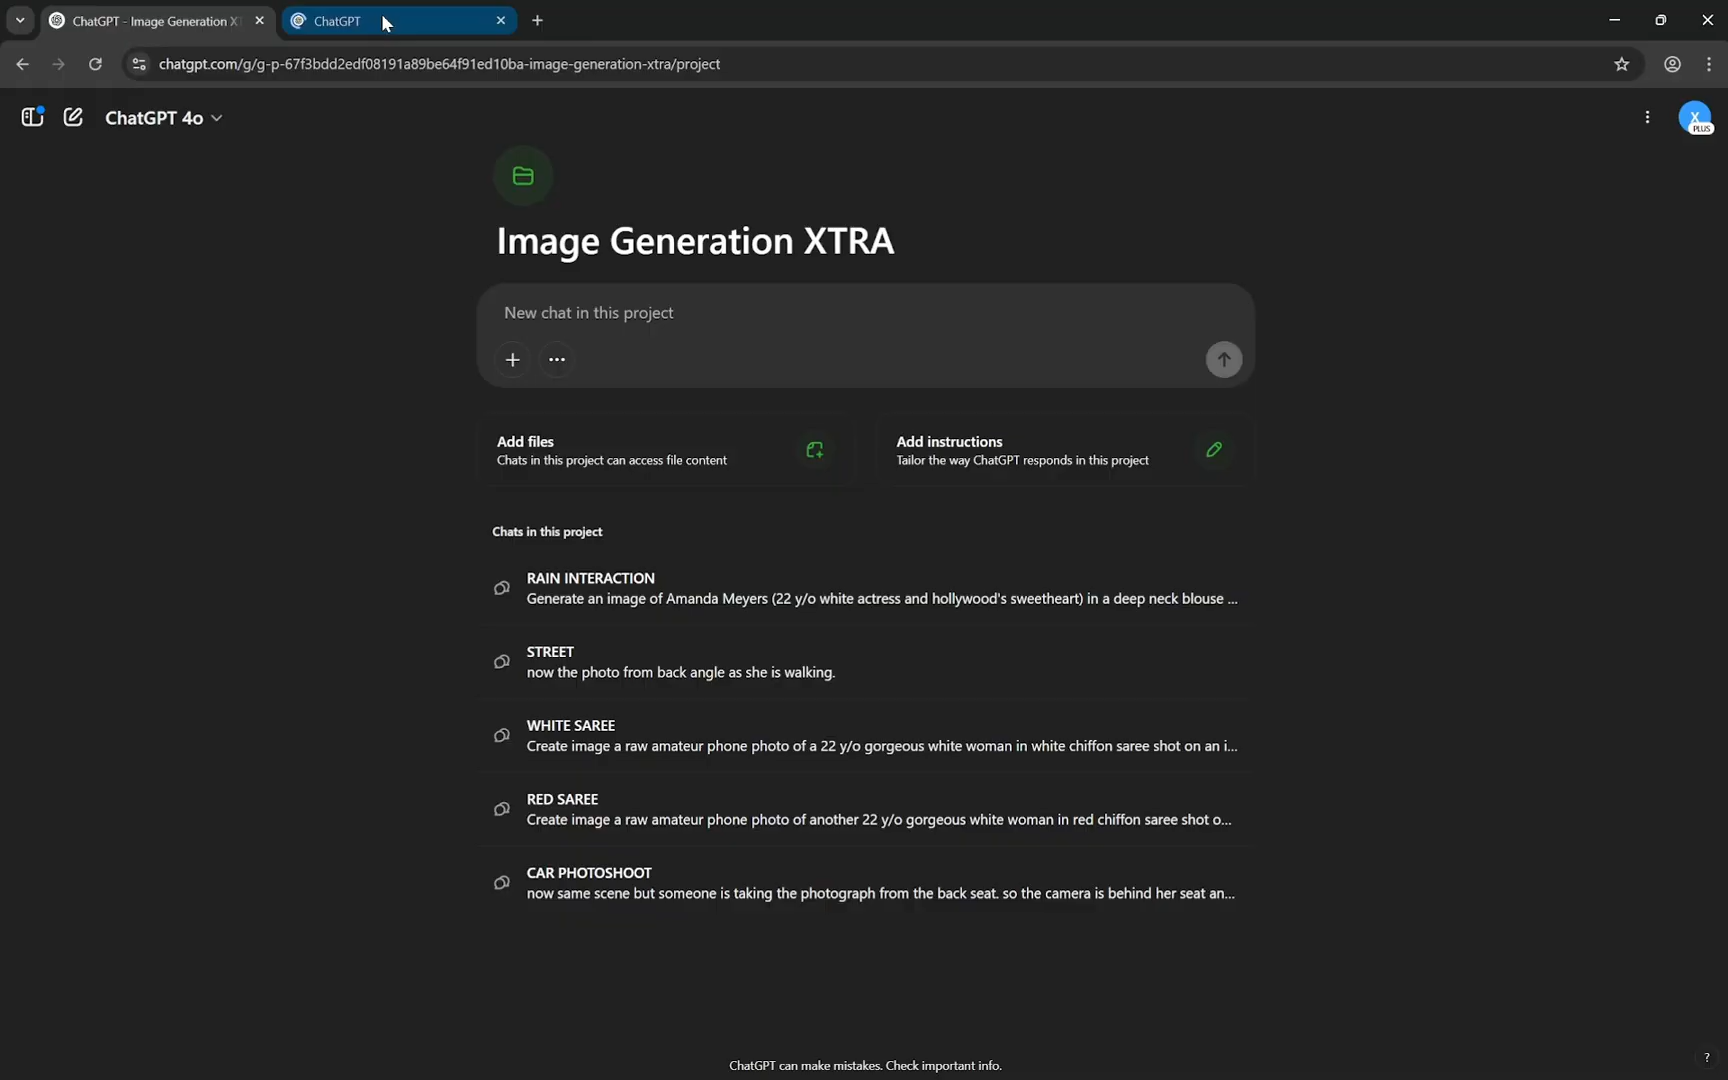 ChatGPT - Image Generation X
ChatGPT
chatgpt.com/g/g-p-67f3bdd2edf08191a89be64f91ed10ba-image-generation-xtra/project
ChatGPT 4o
X
PLUS
Image Generation XTRA
New chat in this project
Add files
Chats in this project can access file content
Add instructions
Tailor the way ChatGPT responds in this project
Chats in this project
RAIN INTERACTION
Generate an image of Amanda Meyers (22 y/o white actress and hollywood's sweetheart) in a deep neck blouse ...
STREET
now the photo from back angle as she is walking.
WHITE SAREE
Create image a raw amateur phone photo of a 22 y/o gorgeous white woman in white chiffon saree shot on an i...
RED SAREE
Create image a raw amateur phone photo of another 22 y/o gorgeous white woman in red chiffon saree shot o...
CAR PHOTOSHOOT
now same scene but someone is taking the photograph from the back seat. so the camera is behind her seat an...
ChatGPT can make mistakes. Check important info.
?